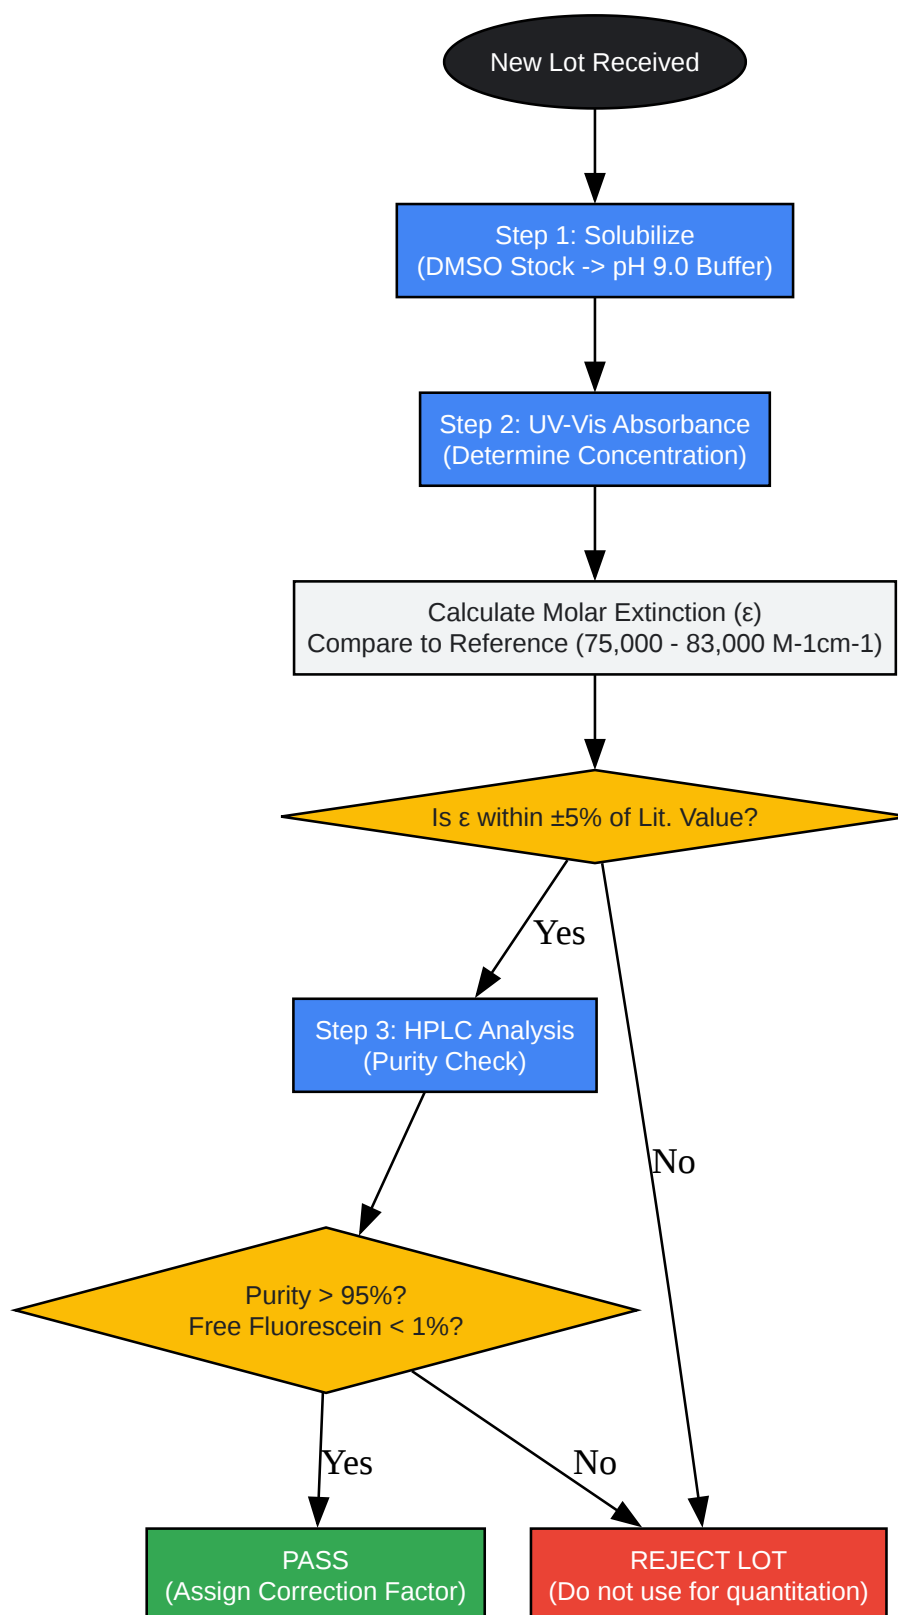 New Lot Received
Step 1: Solubilize
(DMSO Stock -> pH 9.0 Buffer)
Step 2: UV-Vis Absorbance
(Determine Concentration)
Calculate Molar Extinction (ε)
Compare to Reference (75,000 - 83,000 M-1cm-1)
Is ε within ±5% of Lit. Value?
Yes
Step 3: HPLC Analysis
(Purity Check)
No
Purity > 95%?
Free Fluorescein < 1%?
Yes
No
PASS
(Assign Correction Factor)
REJECT LOT
(Do not use for quantitation)